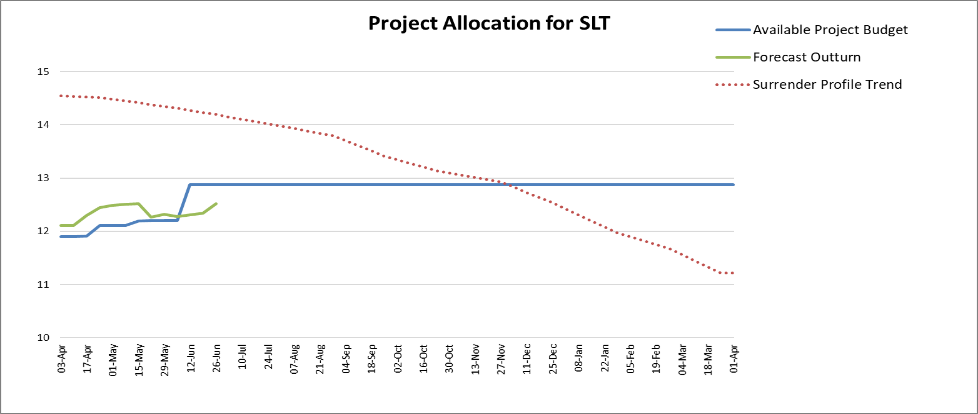 Project Allocation for SLT
Available Project Budget
Forecast Outturn
Surrender Profile Trend
15
14
13
12
11
10
03-Apr
17-Apr
01-May
15-May
29-May
12-Jun
26-Jun
10-Jul
24-Jul
07-Aug
21-Aug
04-Sep
18-Sep
02-Oct
16-Oct
30-Oct
13-Nov
27-Nov
11-Dec
25-Dec
08-Jan
22-Jan
05-Feb
19-Feb
04-Mar
18-Mar
01-Apr